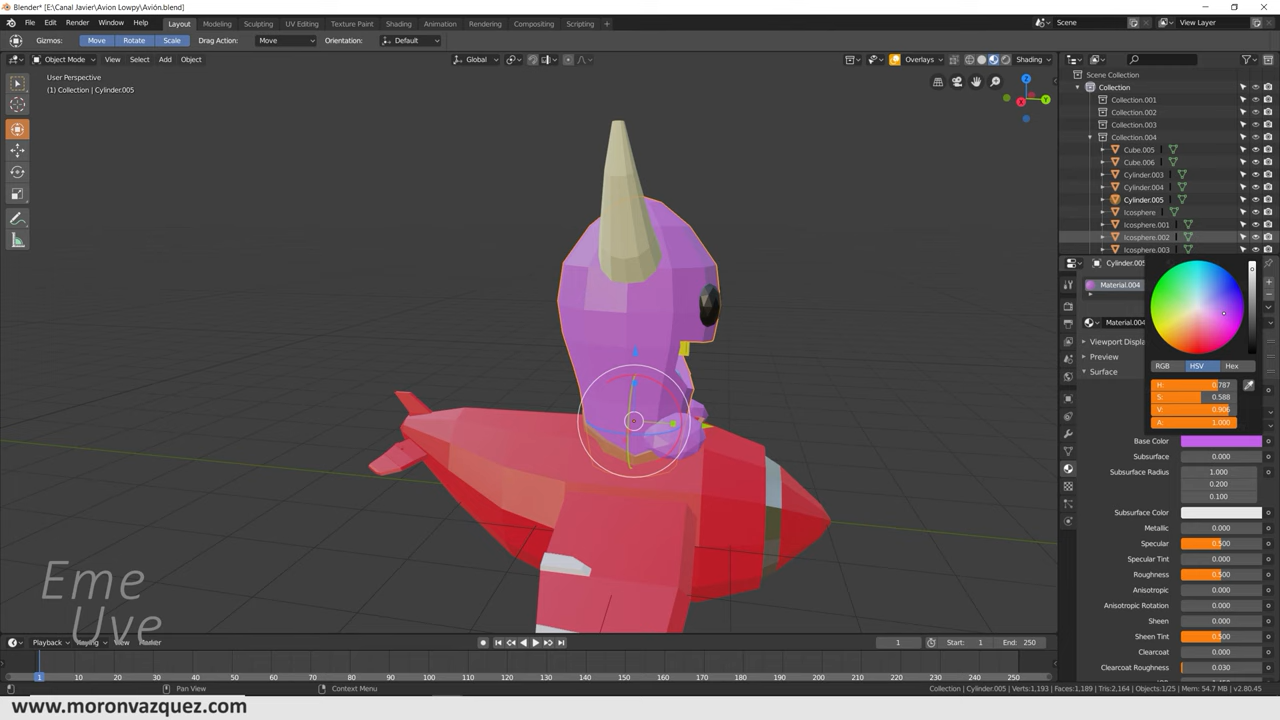 Blender* [E:\Canal Javier\Avion Lowpy\Avión.blend]
File Edit Render Window Help Layout Modeling Sculpting UV Editing Texture Paint Shading Animation Rendering Compositing Scripting + Scene View Layer
Gizmos: Move Rotate Scale Drag Action: Move Orientation: Default
Object Mode View Select Add Object Global Overlays Shading
User Perspective
(1) Collection | Cylinder.005
Scene Collection
Collection
Collection.001
Collection.002
Collection.003
Collection.004
Cube.005
Cube.006
Cylinder.003
Cylinder.004
Cylinder.005
Icosphere
Icosphere.001
Icosphere.002
Icosphere.003
Cylinder.005
Material.004
Material.004
Viewport Displa
Preview
Surface
RGB HSV Hex
H: 0.787
S: 0.588
V: 0.906
A: 1.000
Base Color
Subsurface 0.000
Subsurface Radius 1.000
0.200
0.100
Subsurface Color
Metallic 0.000
Specular 0.500
Specular Tint 0.000
Roughness 0.500
Anisotropic 0.000
Anisotropic Rotation 0.000
Sheen 0.000
Sheen Tint 0.500
Clearcoat 0.000
Clearcoat Roughness 0.030
Eme
Uve
Playback Keying View Marker 1 Start: 1 End: 250
1 10 20 30 40 50 60 70 80 90 100 110 120 130 140 150 160 170 180 190 200 210 220 230 240 250
Pan View Context Menu Collection | Cylinder.005 | Verts:1,193 | Faces:1,189 | Tris:2,164 | Objects:1/25 | Mem: 54.7 MB | v2.80.45
www.moronvazquez.com